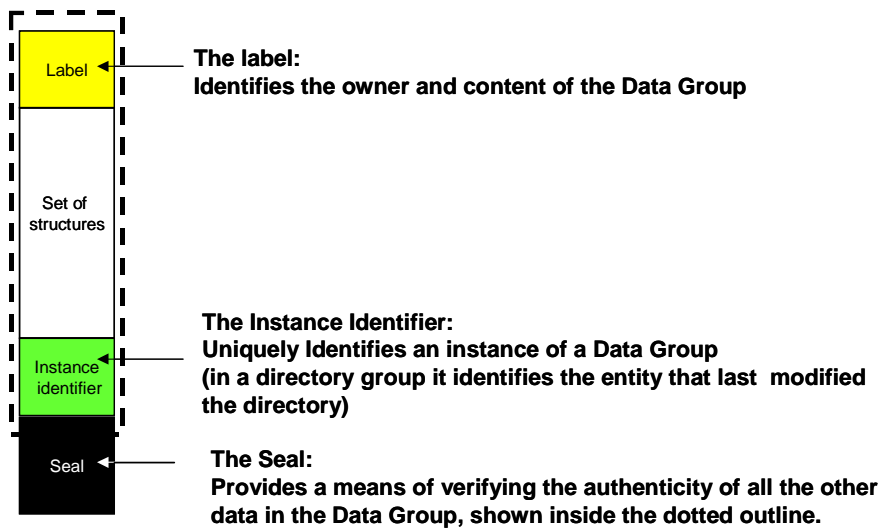 Label
The label:
Identifies the owner and content of the Data Group
Set of
structures
The Instance Identifier:
Uniquely Identifies an instance of a Data Group
(in a directory group it identifies the entity that last modified
the directory)
Instance
identifier
Seal
The Seal:
Provides a means of verifying the authenticity of all the other
data in the Data Group, shown inside the dotted outline.